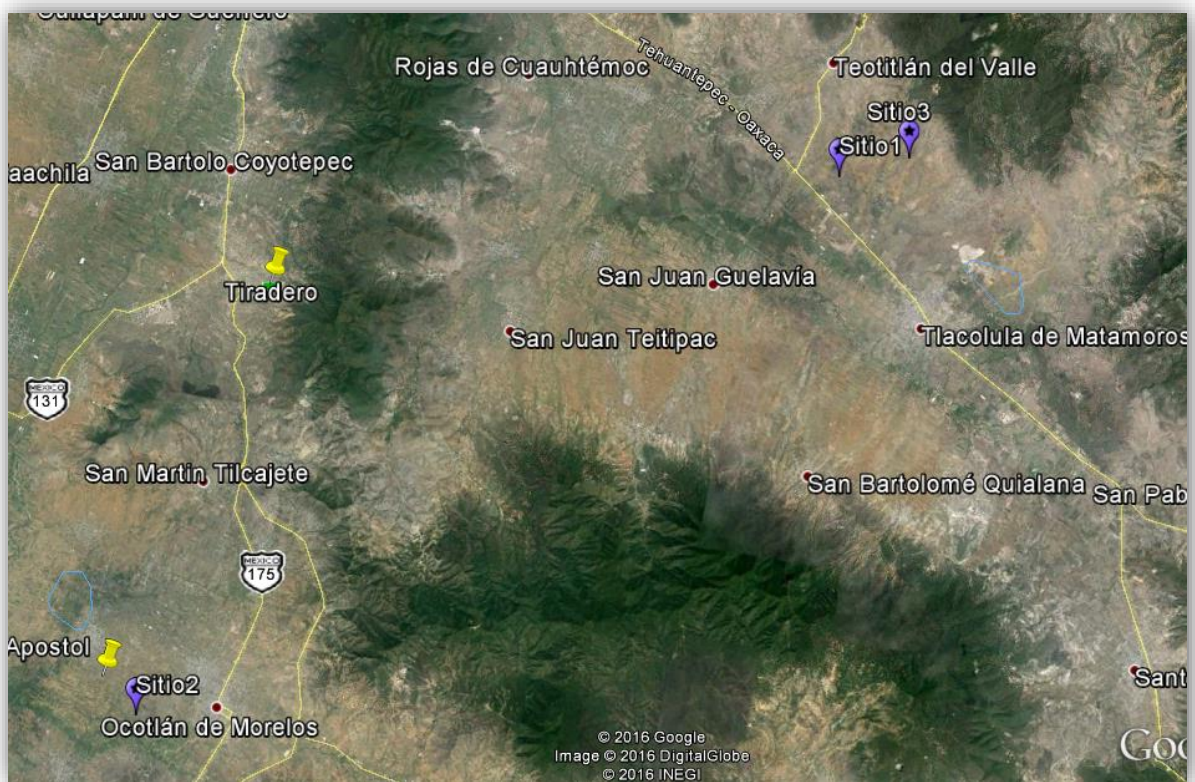 Rojas de Cuauhtémoc
Tehuantepec - Oaxaca
Teotitlán del Valle
Sitio3
Sitio1
aachila
San Bartolo Coyotepec
Tiradero
San Juan Guelavía
San Juan Teitipac
Tlacolula de Matamoros
MEXICO
131
San Martín Tilcajete
San Bartolomé Quialana
San Pab
MEXICO
175
Apostol
Sitio2
Ocotlán de Morelos
Sant
© 2016 Google
Image © 2016 DigitalGlobe
© 2016 INEGI
Goo